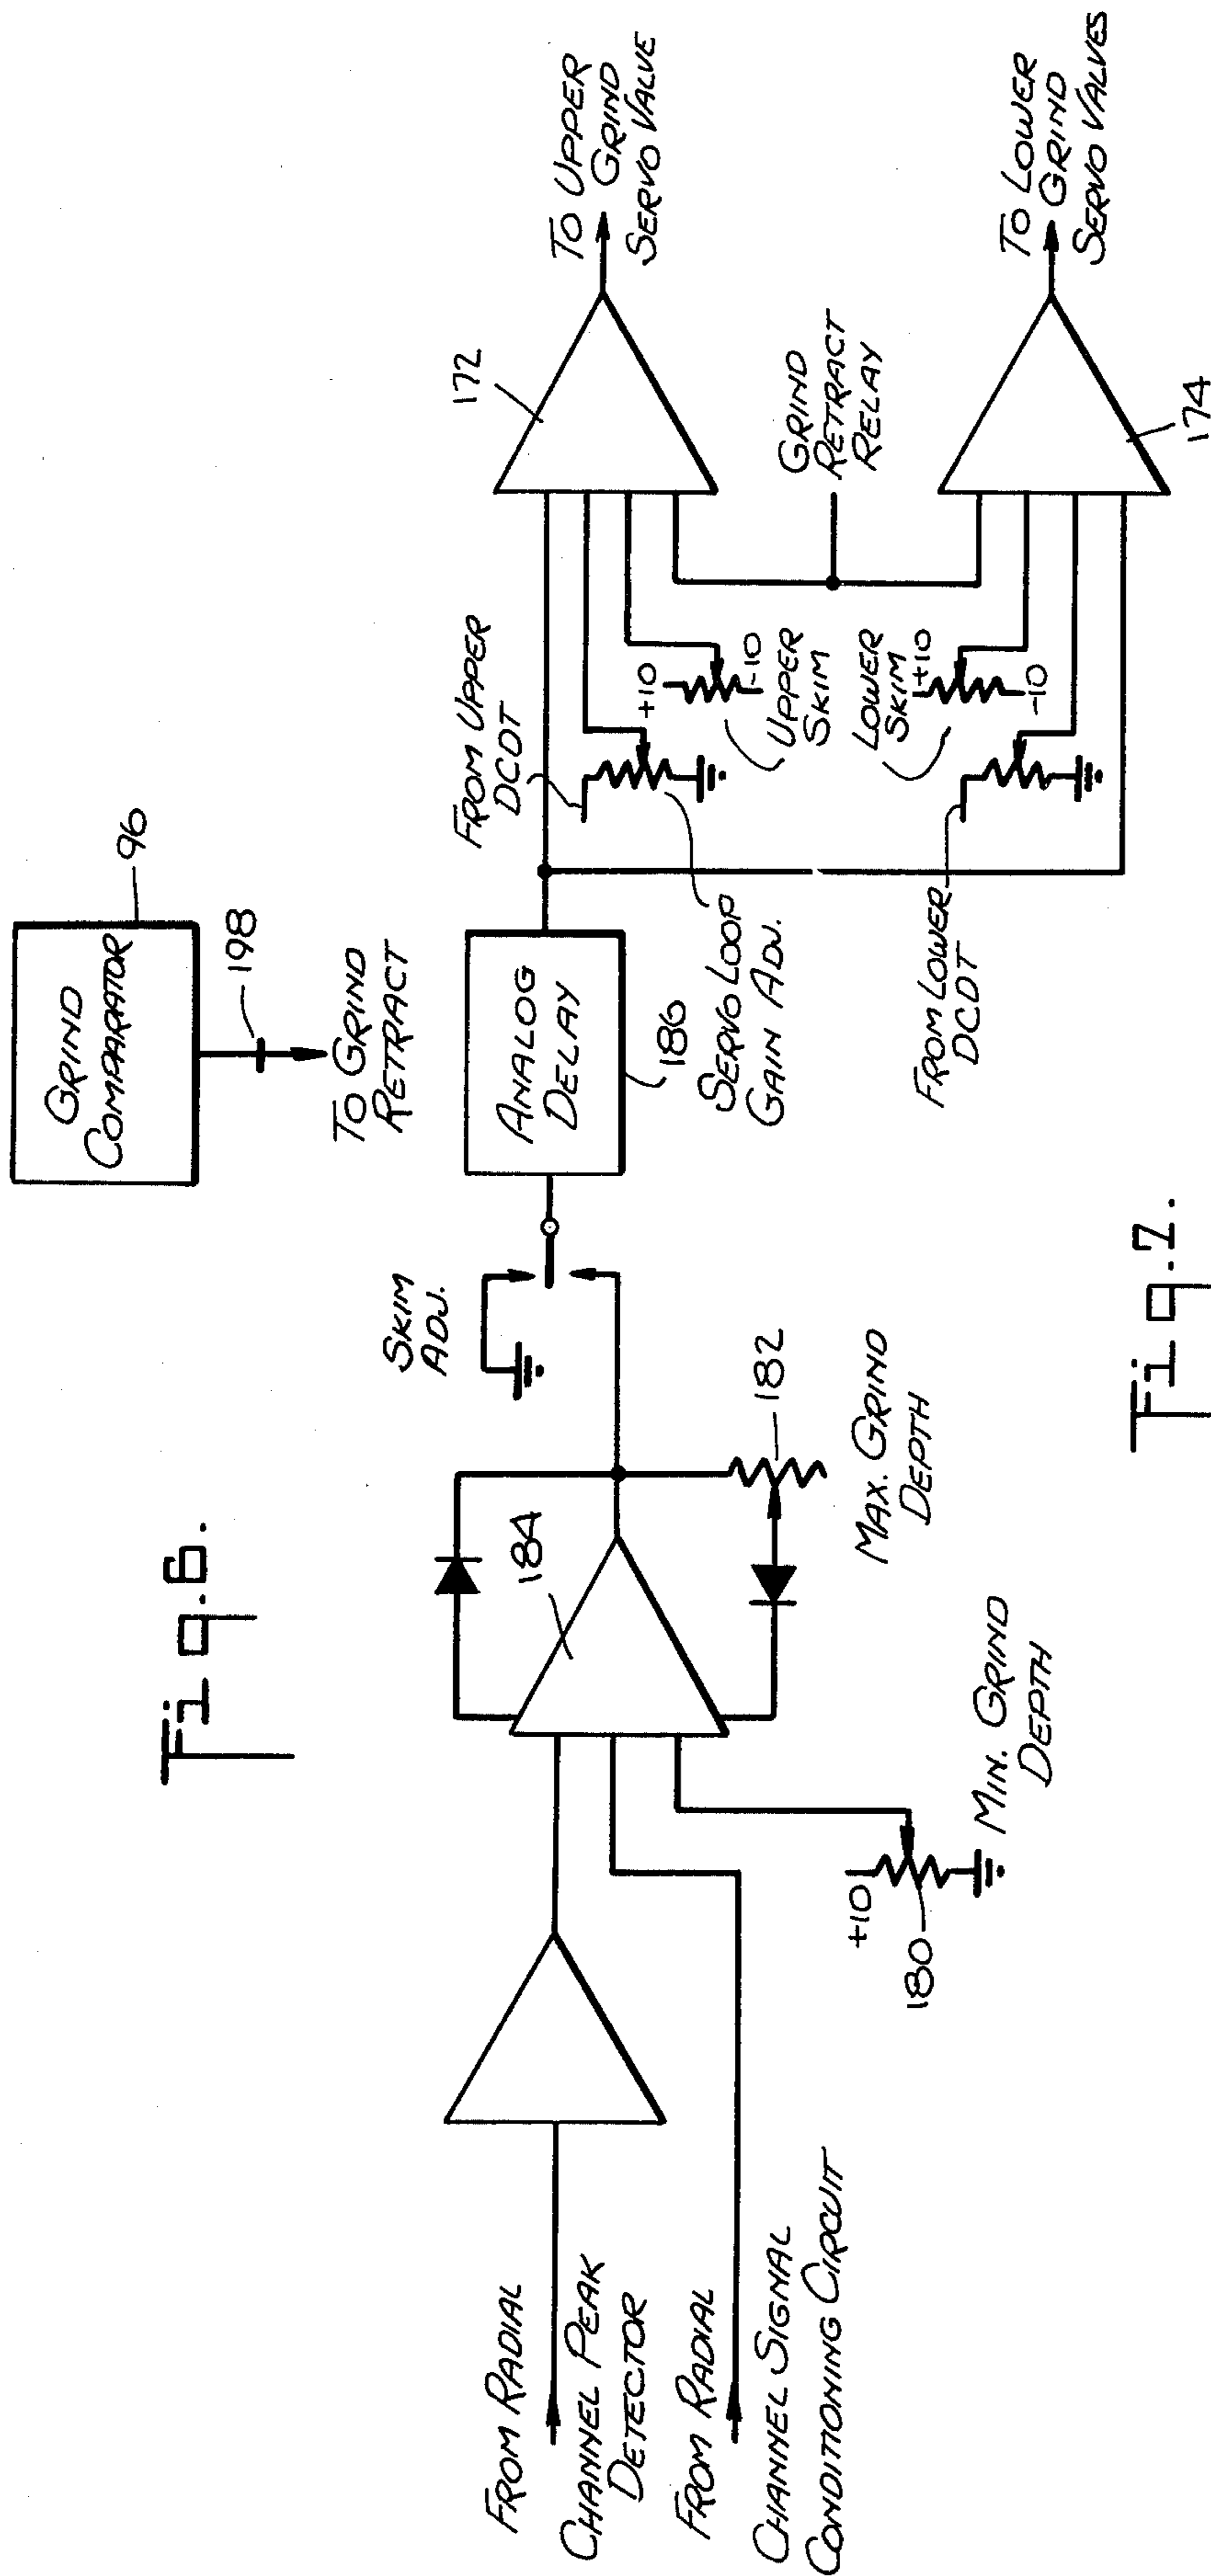 GRIND
COMPARATOR
96
198
TO GRIND
RETRACT
Fig. 6.
FROM RADIAL
CHANNEL PEAK
DETECTOR
FROM RADIAL
CHANNEL SIGNAL
CONDITIONING CIRCUIT
+10
180
MIN. GRIND
DEPTH
184
182
MAX. GRIND
DEPTH
SKIM
ADJ.
ANALOG
DELAY
186
SERVO LOOP
GAIN ADJ.
FROM UPPER
DCDT
+10
-10
UPPER
SKIM
LOWER
SKIM
+10
-10
FROM LOWER
DCDT
GRIND
RETRACT
RELAY
172
TO UPPER
GRIND
SERVO VALVE
174
TO LOWER
GRIND
SERVO VALVES
Fig. 7.